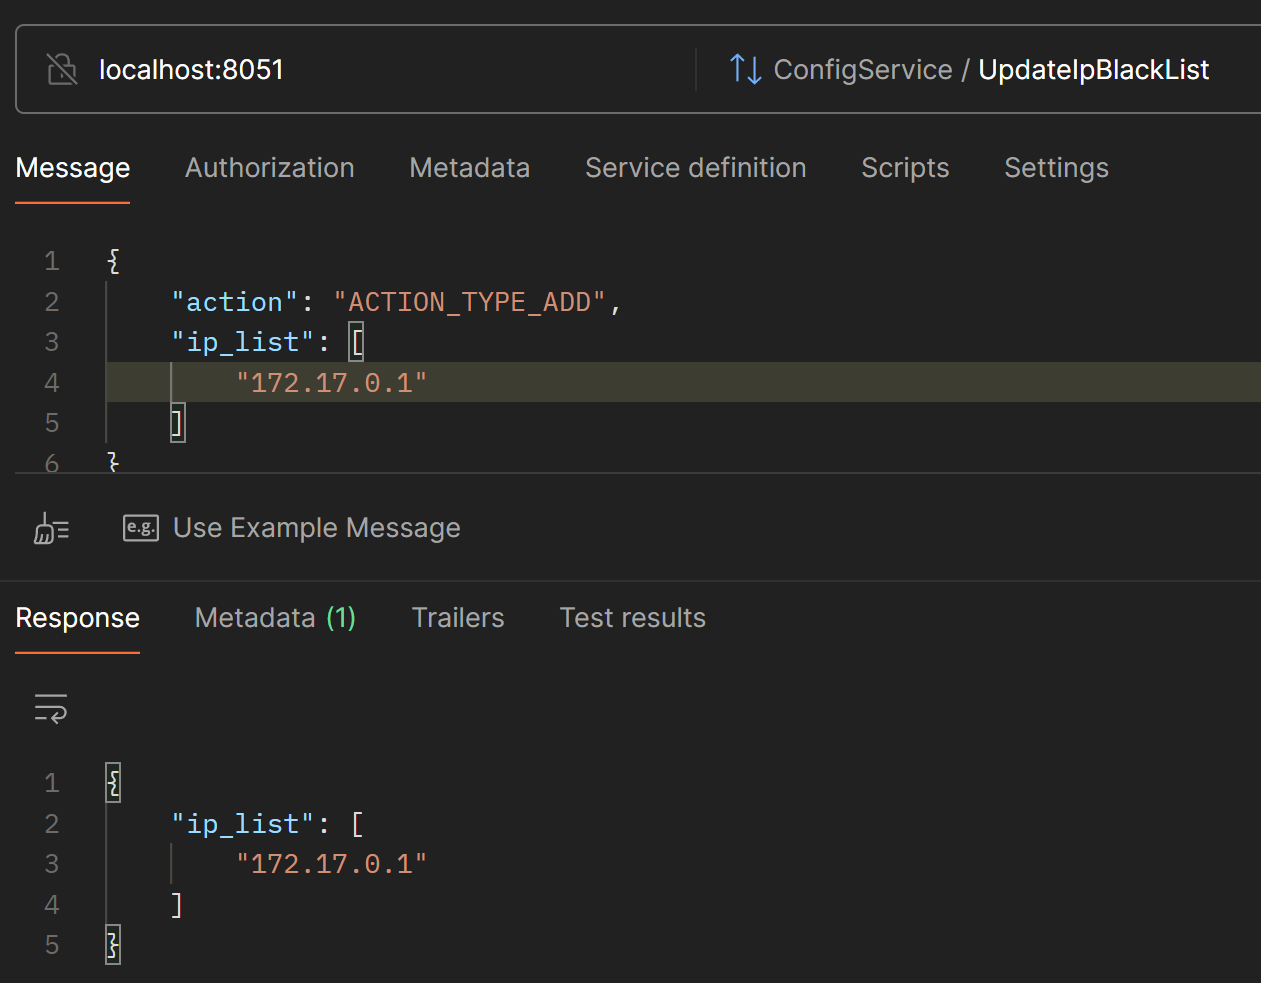 localhost:8051 ConfigService / UpdateIpBlackList
Message Authorization Metadata Service definition Scripts Settings
1 {
2 "action": "ACTION_TYPE_ADD",
3 "ip_list": [
4 "172.17.0.1"
5 ]
6 }
e.g. Use Example Message
Response Metadata (1) Trailers Test results
1 {
2 "ip_list": [
3 "172.17.0.1"
4 ]
5 }